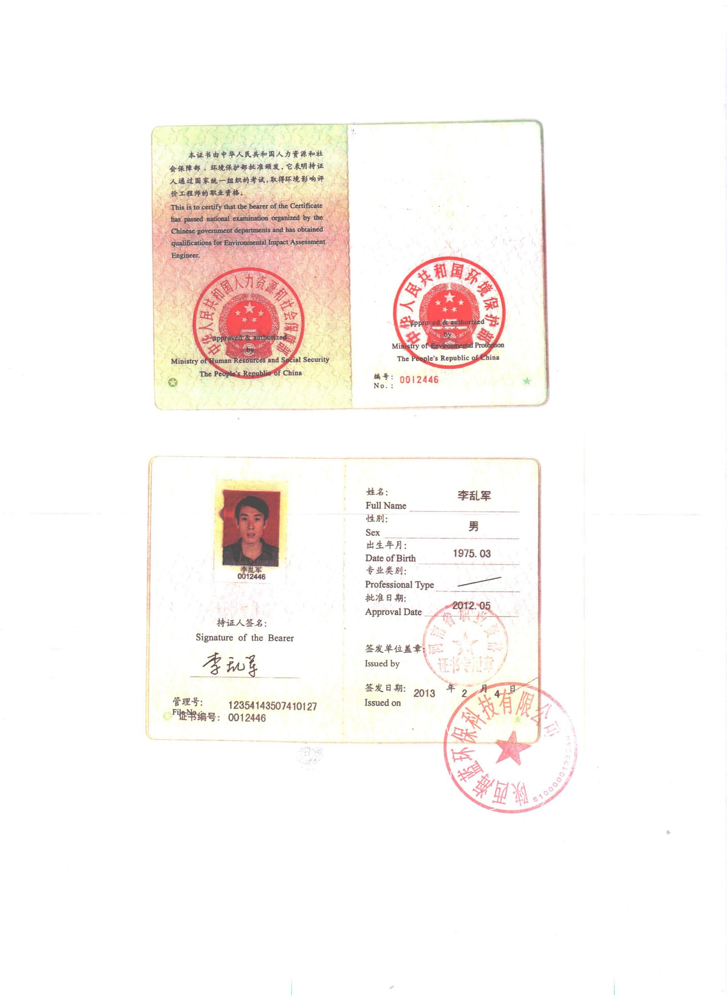 本证书由中华人民共和国人力资源和社
会保障部、环境保护部批准颁发。它表明持证
人通过国家统一组织的考试,取得环境影响评
价工程师的职业资格。
This is to certify that the bearer of the Certificate
has passed national examination organized by the
Chinese government departments and has obtained
qualifications for Environmental Impact Assessment
Engineer.
中华人民共和国人力资源和社会保障部
approved & authorized
by
Ministry of Human Resources and Social Security
The People's Republic of China
中华人民共和国环境保护部
approved & authorized
by
Ministry of Environmental Protection
The People's Republic of China
编号: 0012446
No.:
李乱军
0012446
持证人签名:
Signature of the Bearer
李乱军
管理号: 12354143507410127
File No.:
证书编号: 0012446
姓名: 李乱军
Full Name
性别: 男
Sex
出生年月: 1975.03
Date of Birth
专业类别:
Professional Type
批准日期: 2012.05
Approval Date
河南省职业资格
证书专用章
签发单位盖章:
Issued by
签发日期: 2013 年 2 月 4 日
Issued on
陕西海蓝环保科技有限公司